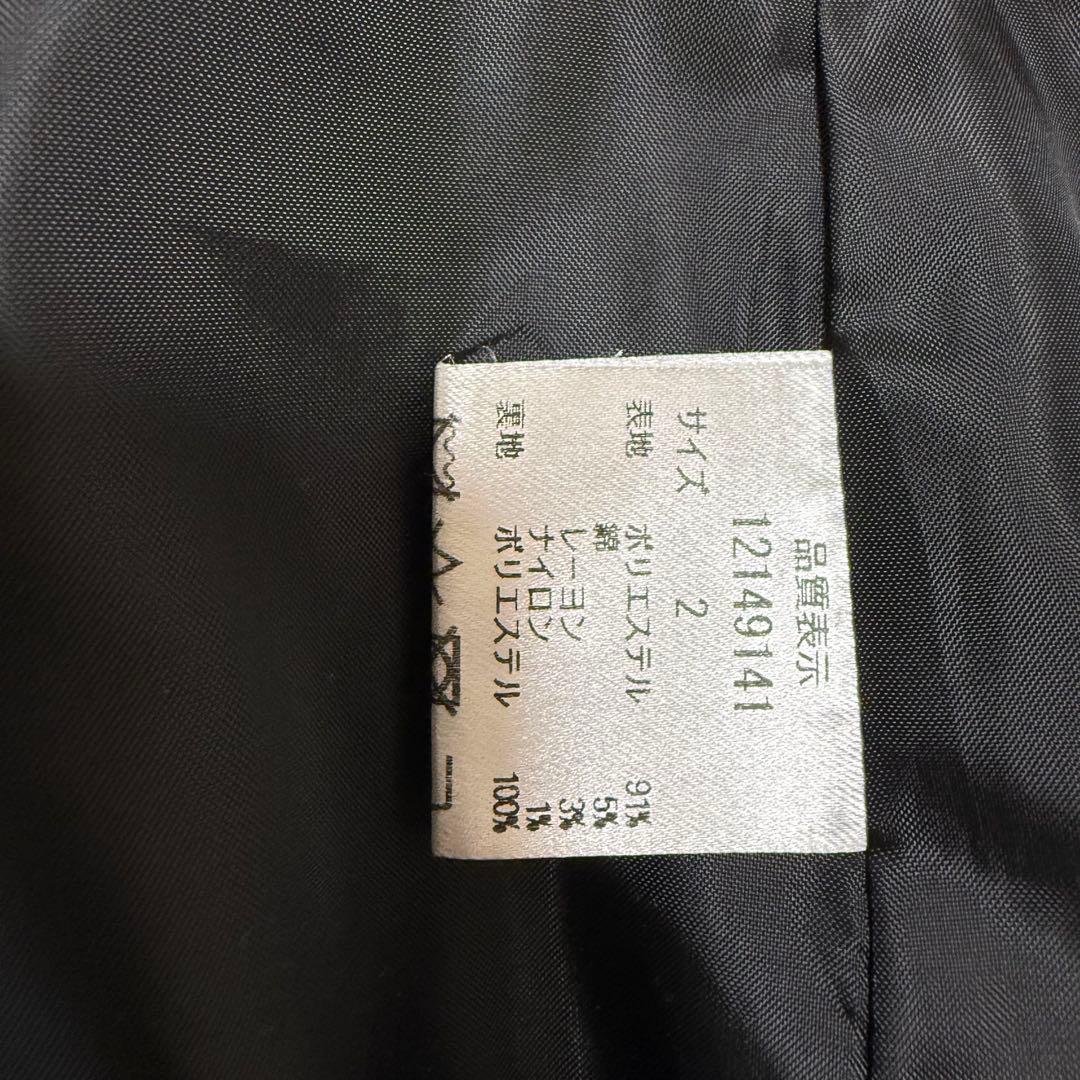 品質表示
12149141
サイズ 2
表地 ポリエステル 91%
綿 5%
レーヨン 3%
ナイロン 1%
裏地 ポリエステル 100%